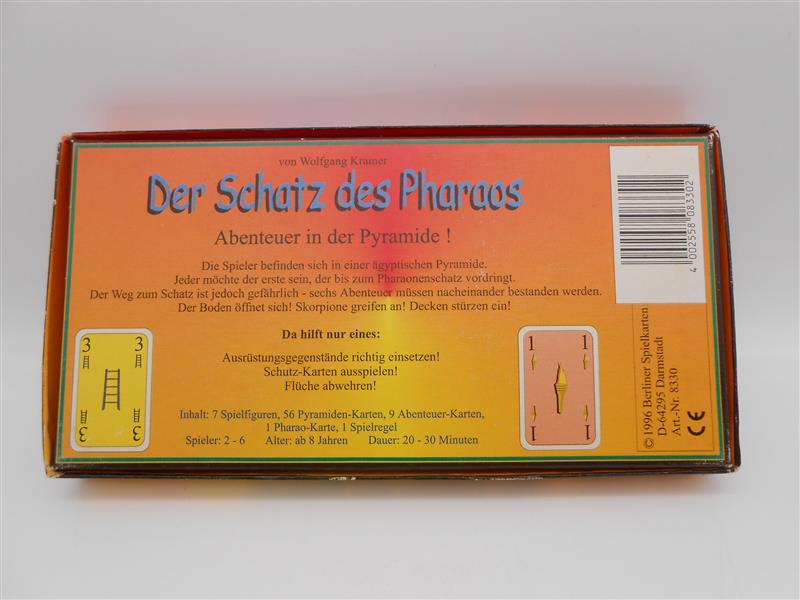 von Wolfgang Kramer
Der Schatz des Pharaos
Abenteuer in der Pyramide !
Die Spieler befinden sich in einer ägyptischen Pyramide.
Jeder möchte der erste sein, der bis zum Pharaonenschatz vordringt.
Der Weg zum Schatz ist jedoch gefährlich - sechs Abenteuer müssen nacheinander bestanden werden.
Der Boden öffnet sich! Skorpione greifen an! Decken stürzen ein!
Da hilft nur eines:
Ausrüstungsgegenstände richtig einsetzen!
Schutz-Karten ausspielen!
Flüche abwehren!
Inhalt: 7 Spielfiguren, 56 Pyramiden-Karten, 9 Abenteuer-Karten,
1 Pharao-Karte, 1 Spielregel
Spieler: 2 - 6 Alter: ab 8 Jahren Dauer: 20 - 30 Minuten
3 3
3 3
1 1
1 1
4 002558 083302
© 1996 Berliner Spielkarten
D-64295 Darmstadt
Art.-Nr. 8330
CE